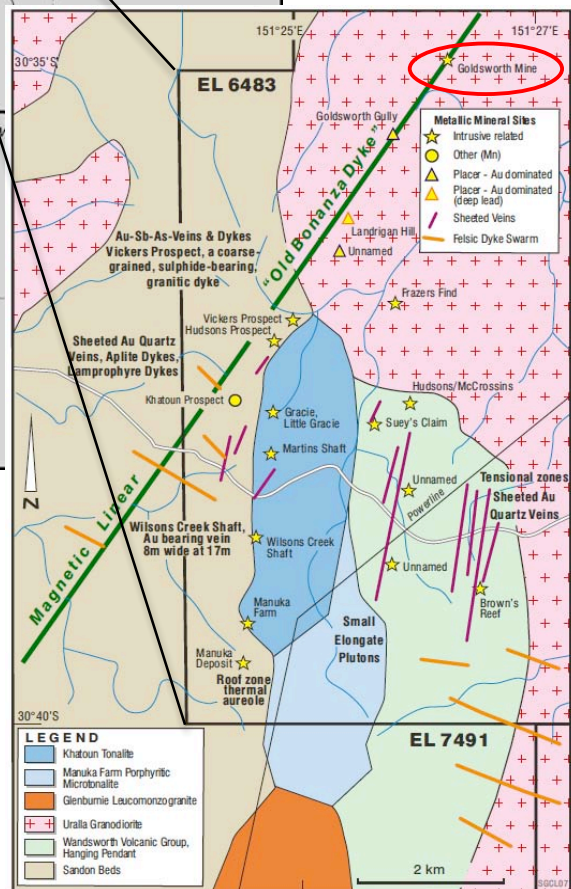 151°25'E
151°27'E
30°35'S
EL 6483
Goldsworth Mine
Goldsworth Gully
Metallic Mineral Sites
Intrusive related
Other (Mn)
Placer - Au dominated
Placer - Au dominated
(deep lead)
Sheeted Veins
Felsic Dyke Swarm
"Old Bonanza Dyke"
Landrigan Hill
Unnamed
Au-Sb-As-Veins & Dykes
Vickers Prospect, a coarse-
grained, sulphide-bearing,
granitic dyke
Frazers Find
Vickers Prospect
Hudsons Prospect
Sheeted Au Quartz
Veins, Aplite Dykes,
Lamprophyre Dykes
Khatoun Prospect
Hudsons/McCrossins
Gracie,
Little Gracie
Suey's Claim
Martins Shaft
N
Magnetic Linear
Unnamed
Powerline
Tensional zones
Sheeted Au
Quartz Veins
Wilsons Creek Shaft,
Au bearing vein
8m wide at 17m
Wilsons Creek
Shaft
Unnamed
Brown's
Reef
Manuka
Farm
Small
Elongate
Plutons
Manuka
Deposit
Roof zone
thermal
aureole
30°40'S
EL 7491
LEGEND
Khatoun Tonalite
Manuka Farm Porphyritic
Microtonalite
Glenburnie Leucomonzogranite
Uralla Granodiorite
Wandsworth Volcanic Group,
Hanging Pendant
Sandon Beds
2 km
SGCL07